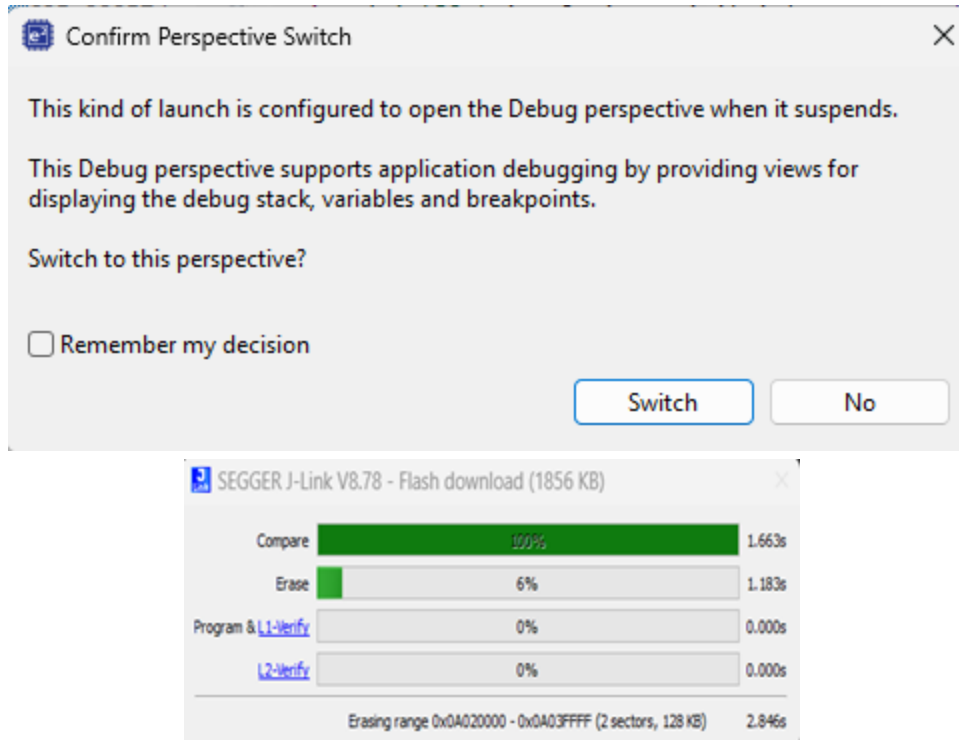 Confirm Perspective Switch
This kind of launch is configured to open the Debug perspective when it suspends.
This Debug perspective supports application debugging by providing views for
displaying the debug stack, variables and breakpoints.
Switch to this perspective?
Remember my decision
Switch No
SEGGER J-Link V8.78 - Flash download (1856 KB)
Compare 100% 1.663s
Erase 6% 1.183s
Program & L1-Verify 0% 0.000s
L2-Verify 0% 0.000s
Erasing range 0x0A020000 - 0x0A03FFFF (2 sectors, 128 KB) 2.846s